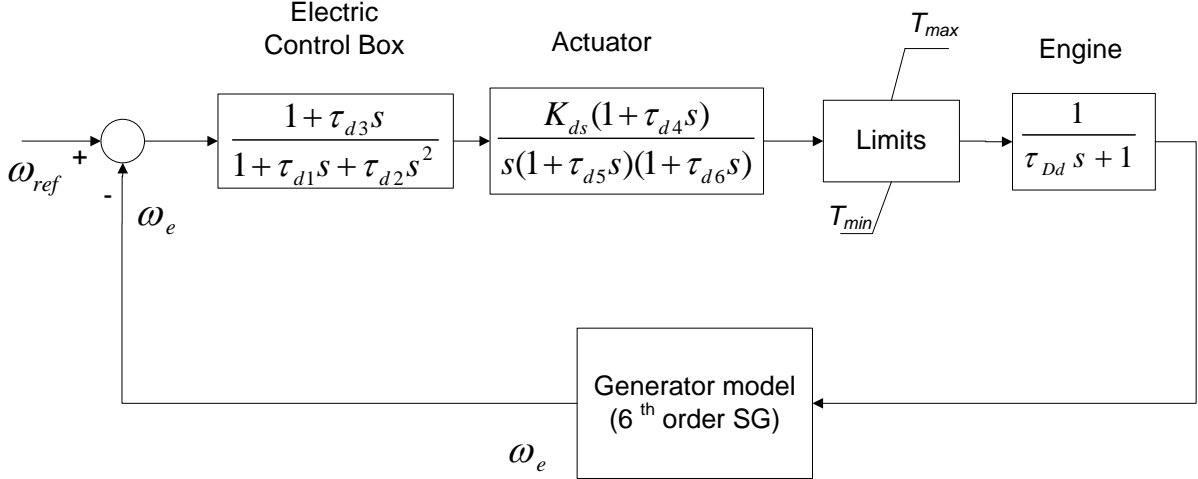 Electric
Control Box
Actuator
T_max
Engine
1 + τ_d3 s
1 + τ_d1 s + τ_d2 s²
K_ds (1 + τ_d4 s)
s(1 + τ_d5 s)(1 + τ_d6 s)
Limits
1
τ_Dd s + 1
ω_ref
+
-
ω_e
T_min
Generator model
(6 th order SG)
ω_e